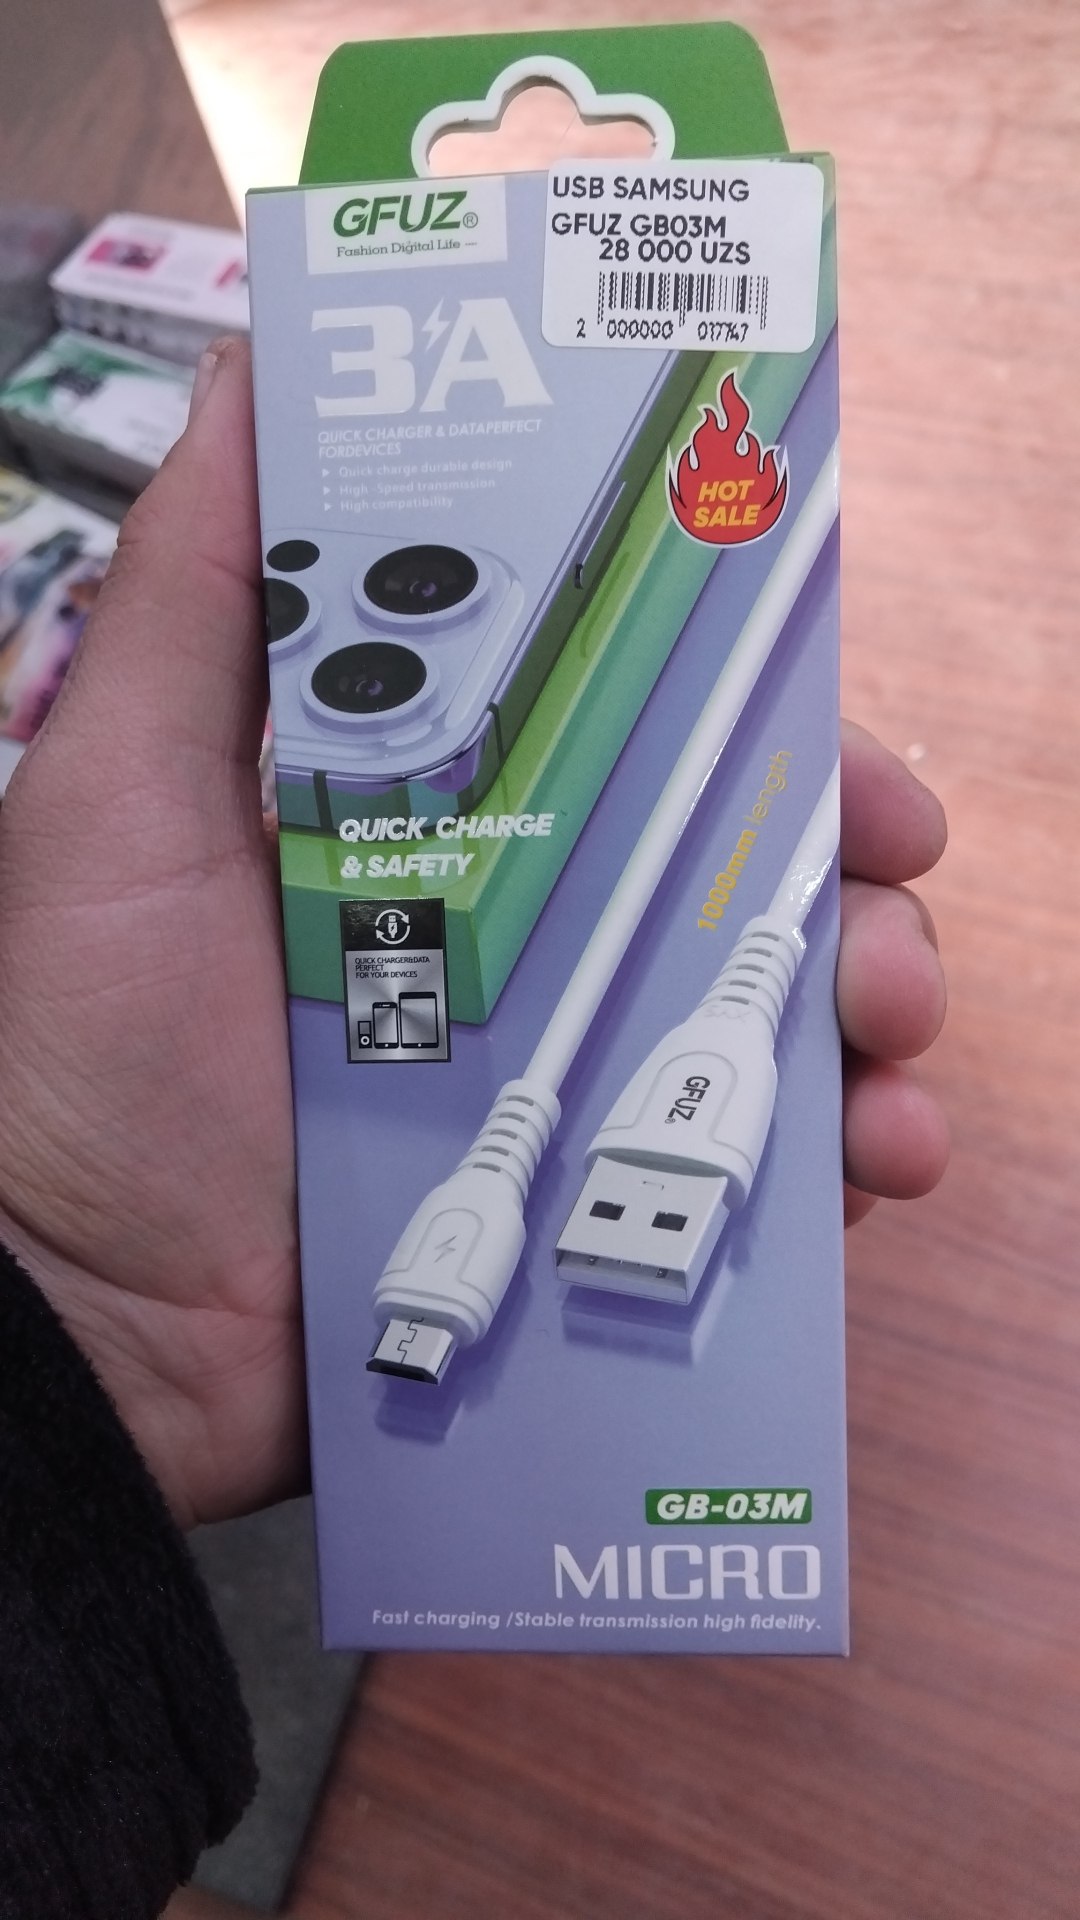 GFUZ®
Fashion Digital Life
USB SAMSUNG
GFUZ GB03M
28 000 UZS
2 000000 037747
3A
QUICK CHARGER & DATAPERFECT
FORDEVICES
Quick charge durable design
High -Speed transmission
High compatibility
HOT
SALE
QUICK CHARGE
& SAFETY
1000mm length
QUICK CHARGER&DATA
PERFECT
FOR YOUR DEVICES
GFUZ®
GB-03M
MICRO
Fast charging /Stable transmission high fidelity.